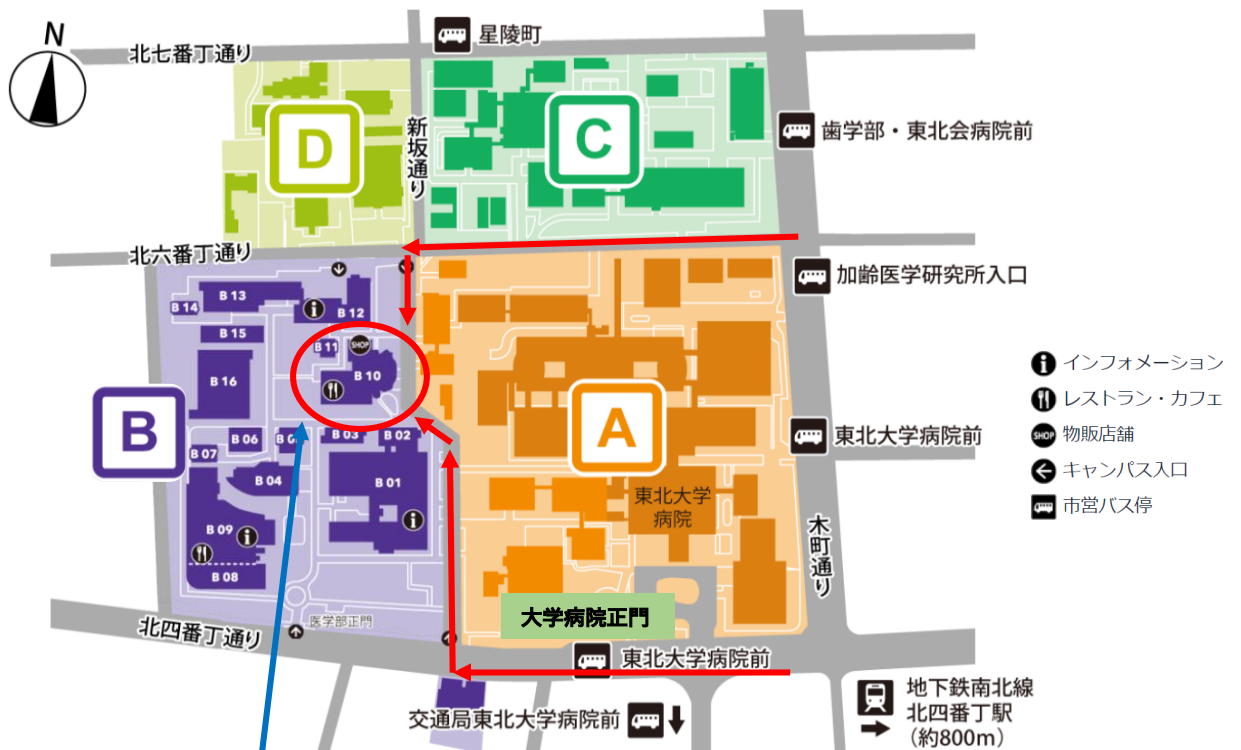 N
北七番丁通り
星陵町
D
新坂通り
C
歯学部・東北会病院前
北六番丁通り
加齢医学研究所入口
B 13
B 14
B 12
B 15
B 11
SHOP
B 10
B 16
インフォメーション
レストラン・カフェ
SHOP
物販店舗
キャンパス入口
市営バス停
B
A
東北大学病院前
B 06
B 03
B 02
B 07
B 04
B 01
東北大学
病院
木町通り
B 09
B 08
大学病院正門
医学部正門
北四番丁通り
東北大学病院前
交通局東北大学病院前
地下鉄南北線
北四番丁駅
(約800m)